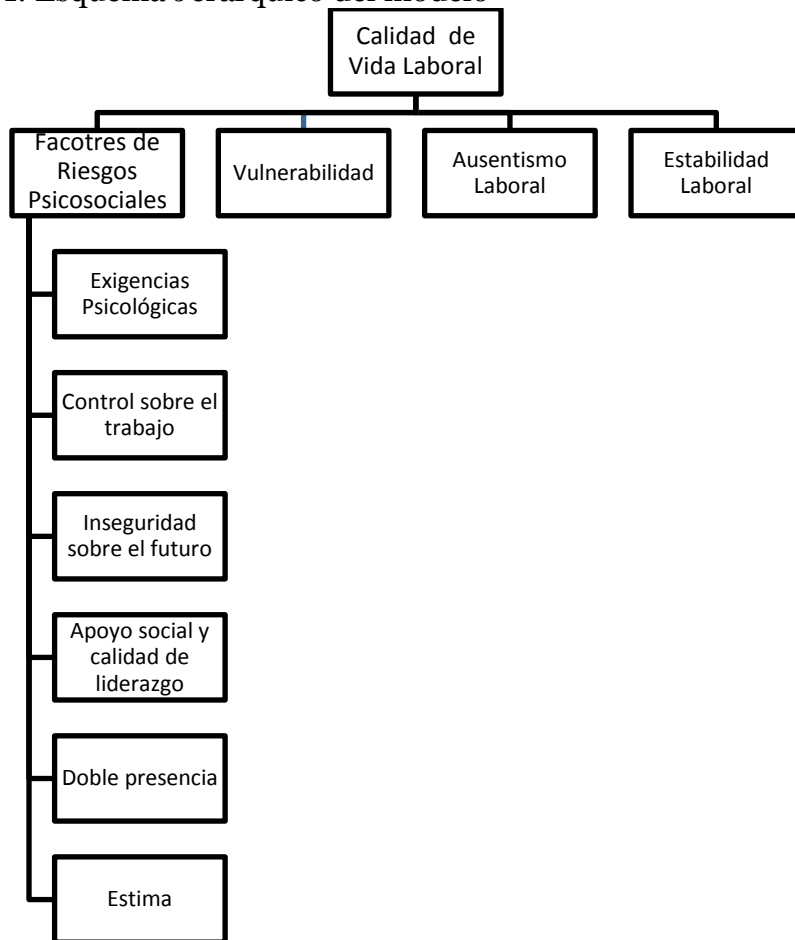 Calidad de
Vida Laboral
Facotres de
Riesgos
Psicosociales
Vulnerabilidad
Ausentismo
Laboral
Estabilidad
Laboral
Exigencias
Psicológicas
Control sobre el
trabajo
Inseguridad
sobre el futuro
Apoyo social y
calidad de
liderazgo
Doble presencia
Estima